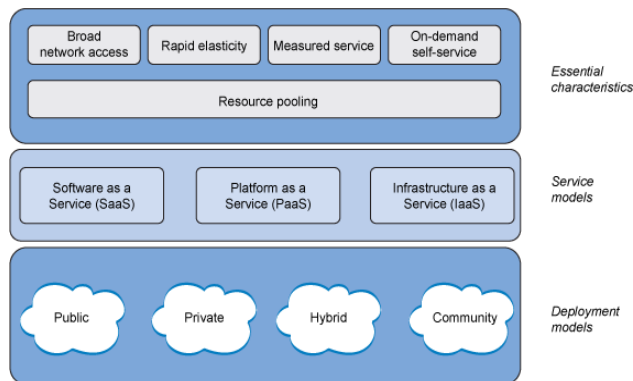 Broad
network access
Rapid elasticity
Measured service
On-demand
self-service
Resource pooling
Essential
characteristics
Software as a
Service (SaaS)
Platform as a
Service (PaaS)
Infrastructure as a
Service (IaaS)
Service
models
Public
Private
Hybrid
Community
Deployment
models